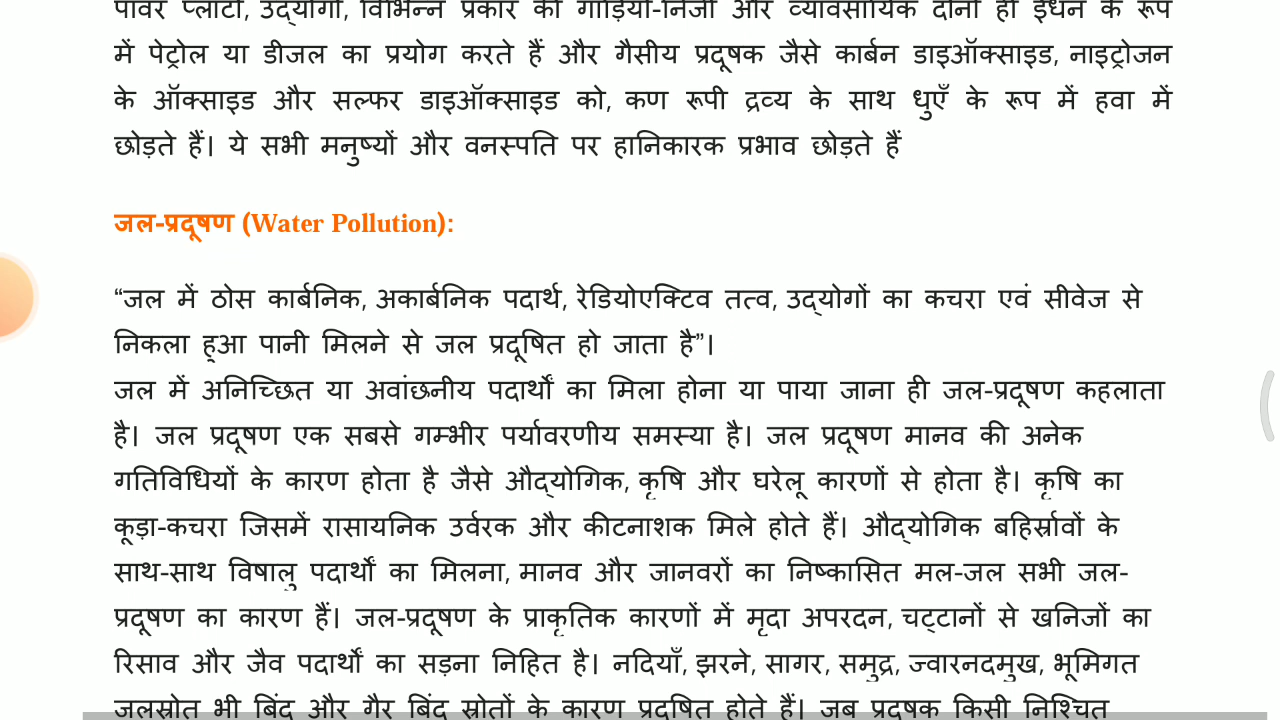 पावर प्लांटों, उद्योगों, विभिन्न प्रकार की गाड़ियों-निजी और व्यावसायिक दोनों ही ईंधन के रूप
में पेट्रोल या डीजल का प्रयोग करते हैं और गैसीय प्रदूषक जैसे कार्बन डाइऑक्साइड, नाइट्रोजन
के ऑक्साइड और सल्फर डाइऑक्साइड को, कण रूपी द्रव्य के साथ धुएँ के रूप में हवा में
छोड़ते हैं। ये सभी मनुष्यों और वनस्पति पर हानिकारक प्रभाव छोड़ते हैं
जल-प्रदूषण (Water Pollution):
“जल में ठोस कार्बनिक, अकार्बनिक पदार्थ, रेडियोएक्टिव तत्व, उद्योगों का कचरा एवं सीवेज से
निकला हुआ पानी मिलने से जल प्रदूषित हो जाता है”।
जल में अनिच्छित या अवांछनीय पदार्थों का मिला होना या पाया जाना ही जल-प्रदूषण कहलाता
है। जल प्रदूषण एक सबसे गम्भीर पर्यावरणीय समस्या है। जल प्रदूषण मानव की अनेक
गतिविधियों के कारण होता है जैसे औद्योगिक, कृषि और घरेलू कारणों से होता है। कृषि का
कूड़ा-कचरा जिसमें रासायनिक उर्वरक और कीटनाशक मिले होते हैं। औद्योगिक बहिर्स्रावों के
साथ-साथ विषालु पदार्थों का मिलना, मानव और जानवरों का निष्कासित मल-जल सभी जल-
प्रदूषण का कारण हैं। जल-प्रदूषण के प्राकृतिक कारणों में मृदा अपरदन, चट्टानों से खनिजों का
रिसाव और जैव पदार्थों का सड़ना निहित है। नदियाँ, झरने, सागर, समुद्र, ज्वारनदमुख, भूमिगत
जलस्रोत भी बिंदु और गैर बिंदु स्रोतों के कारण प्रदूषित होते हैं। जब प्रदूषक किसी निश्चित